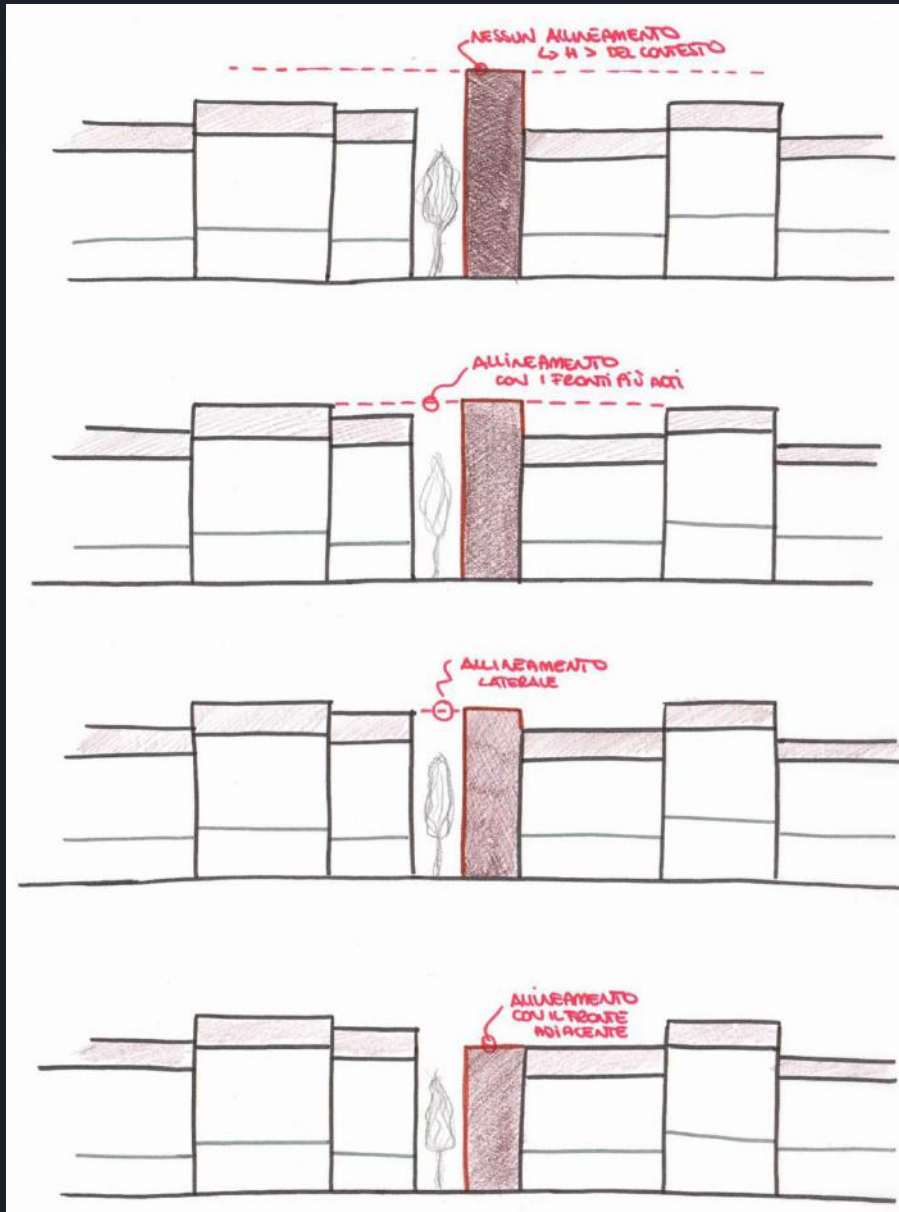 NESSUN ALLINEAMENTO
↳ H > DEL CONTESTO
ALLINEAMENTO
CON I FRONTI PIÙ ALTI
ALLINEAMENTO
LATERALE
ALLINEAMENTO
CON IL FRONTE
ADIACENTE